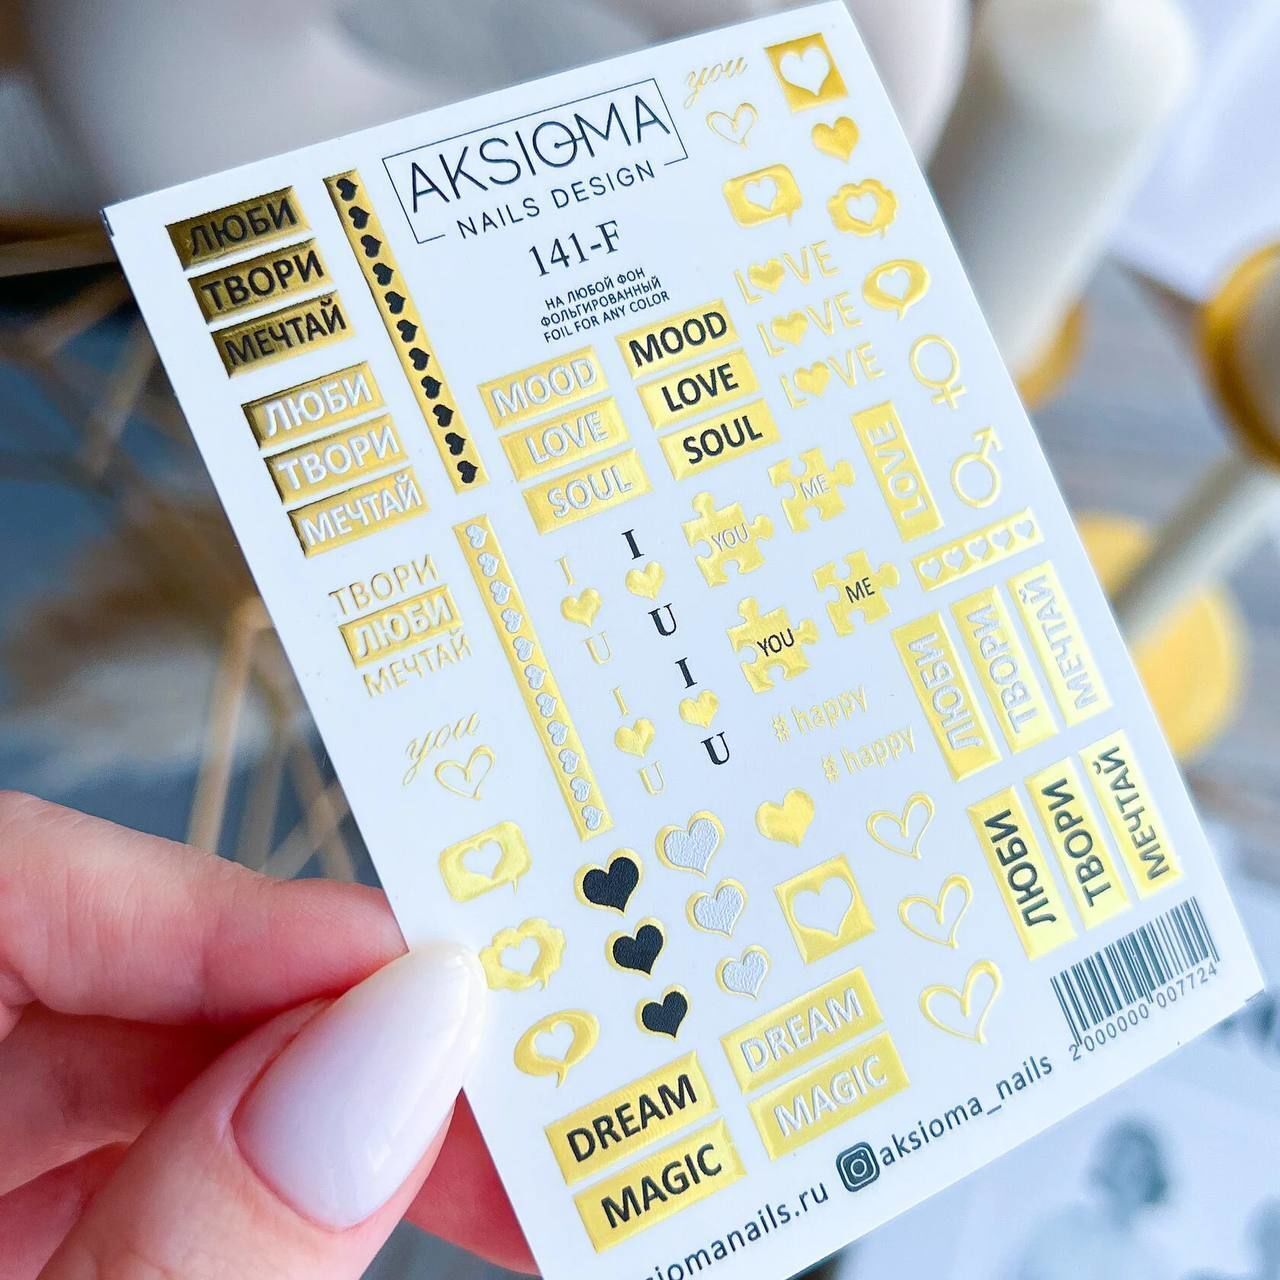 AKSIOMA
NAILS DESIGN
141-F
НА ЛЮБОЙ ФОН
ФОЛЬГИРОВАННЫЙ
FOIL FOR ANY COLOR
ЛЮБИ
ТВОРИ
МЕЧТАЙ
ЛЮБИ
ТВОРИ
МЕЧТАЙ
ТВОРИ
ЛЮБИ
МЕЧТАЙ
you
MOOD
LOVE
SOUL
MOOD
LOVE
SOUL
you
LOVE
LOVE
LOVE
LOVE
I
U
I
U
I
U
I
U
YOU
ME
YOU
ME
# happy
# happy
ЛЮБИ
ТВОРИ
МЕЧТАЙ
ЛЮБИ
ТВОРИ
МЕЧТАЙ
DREAM
MAGIC
DREAM
MAGIC
2000000 007724
siomanails.ru
aksioma_nails